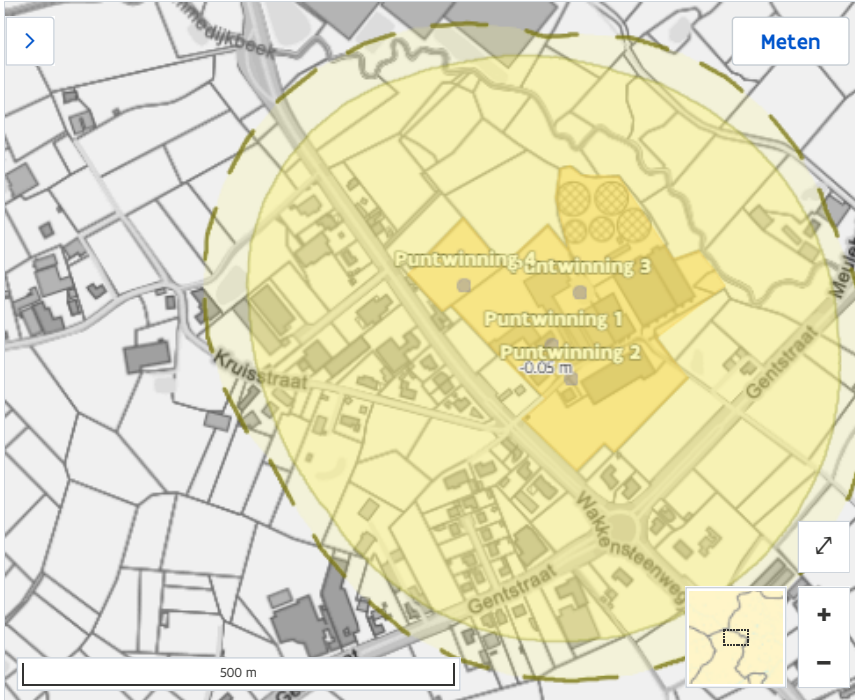 Meten
Puntwinning 4
Puntwinning 3
Puntwinning 1
Puntwinning 2
-0.05 m
Kruisstraat
Gentstraat
Wakkensteenweg
Gentstraat
500 m